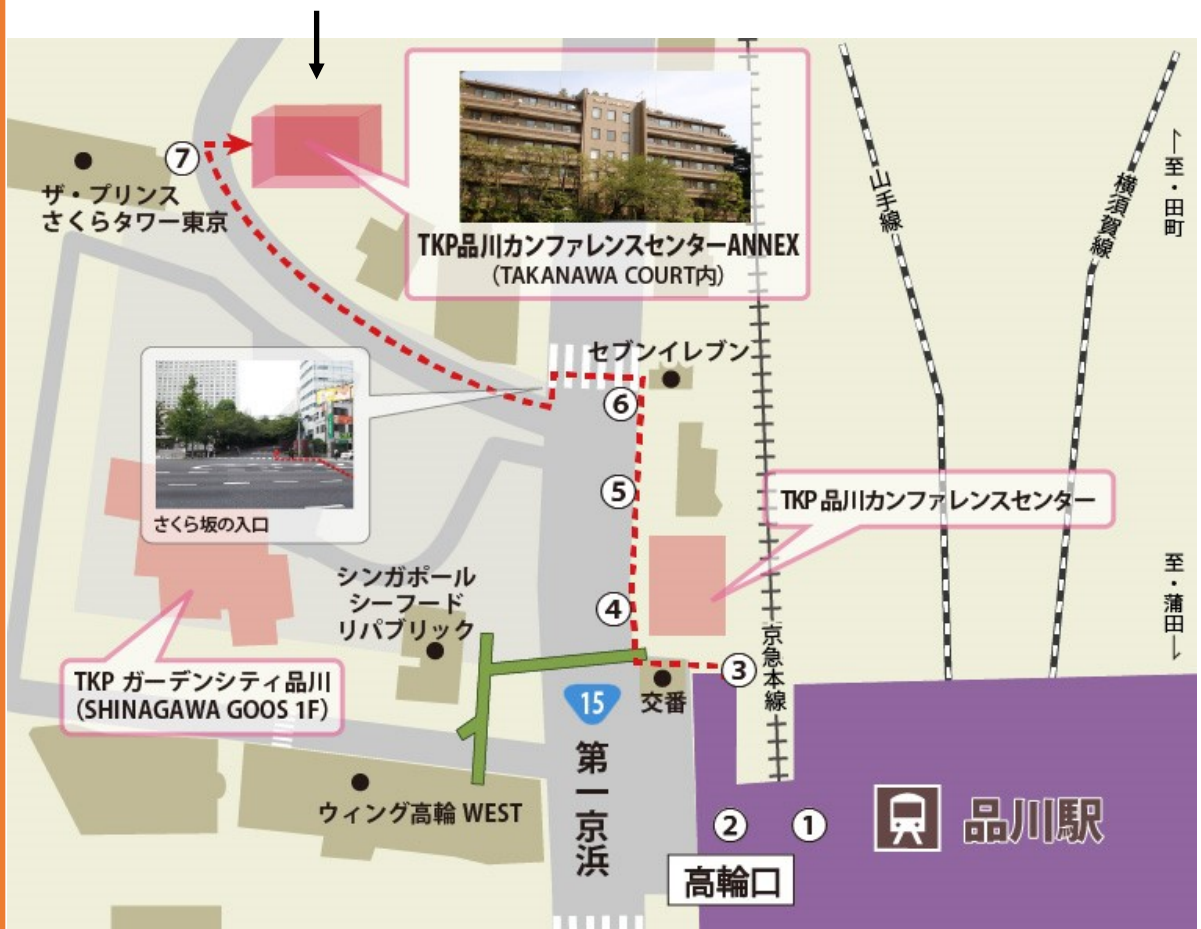 TKP品川カンファレンスセンターANNEX
（TAKANAWA COURT内）
⑦
ザ・プリンス
さくらタワー東京
山手線
横須賀線
↑至・田町
セブンイレブン
⑥
さくら坂の入口
⑤
TKP品川カンファレンスセンター
シンガポール
シーフード
リパブリック
④
至・蒲田↓
京急本線
③
交番
TKP ガーデンシティ品川
（SHINAGAWA GOOS 1F）
15
第一京浜
ウィング高輪 WEST
②
①
品川駅
高輪口